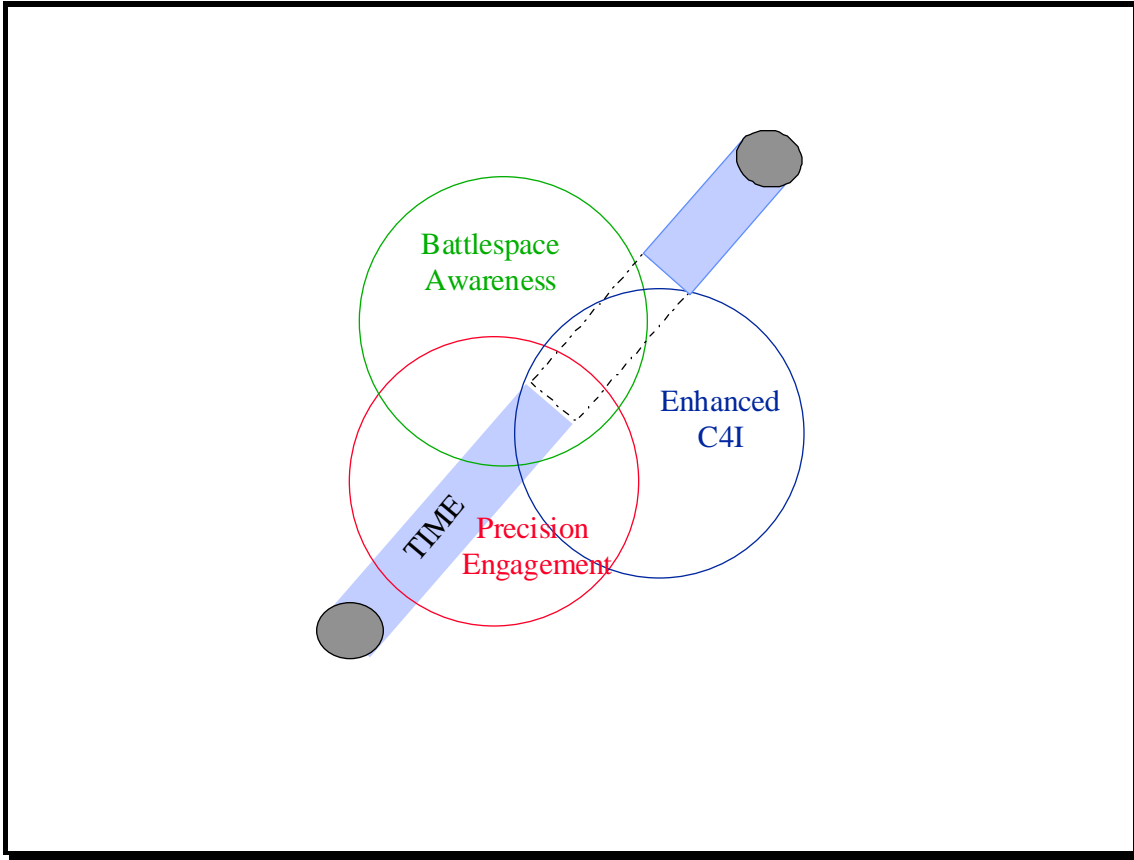 Battlespace
Awareness
Enhanced
C4I
TIME
Precision
Engagement